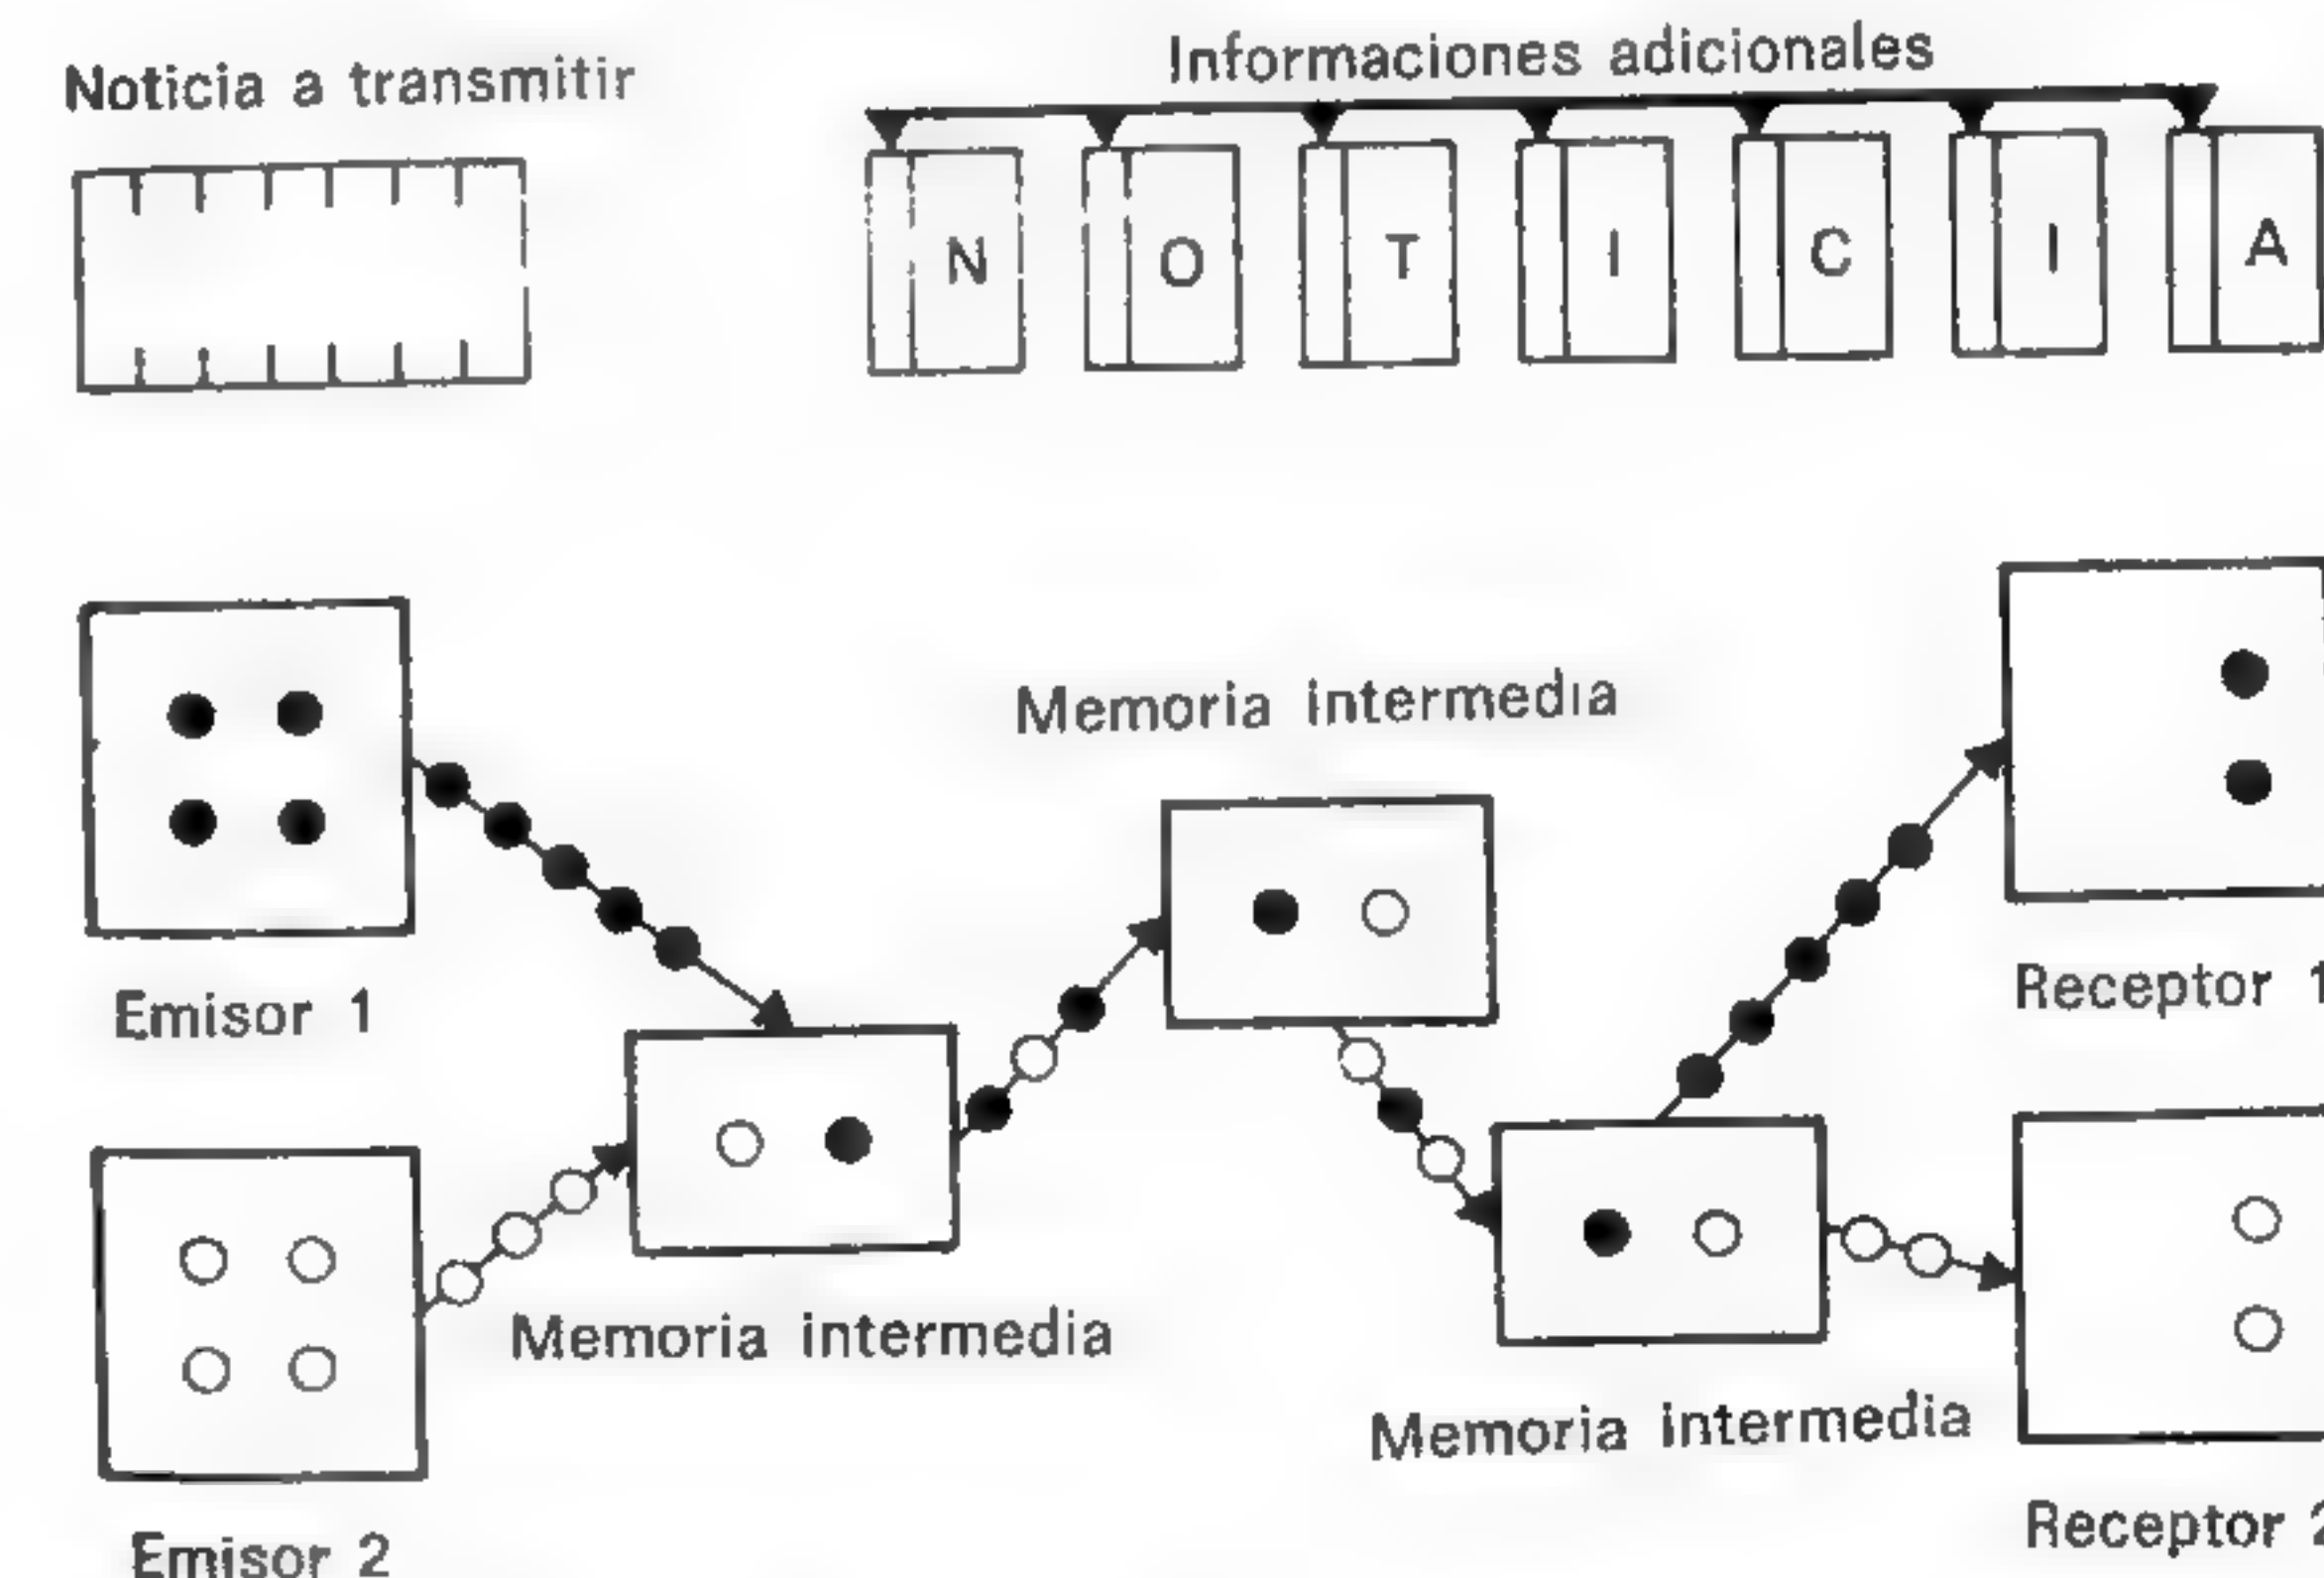 Informaciones adicionales
Noticia a transmitir
N O T I C I A
Memoria intermedia
Emisor 1
Receptor 1
Memoria intermedia
Memoria intermedia
Emisor 2
Receptor 2